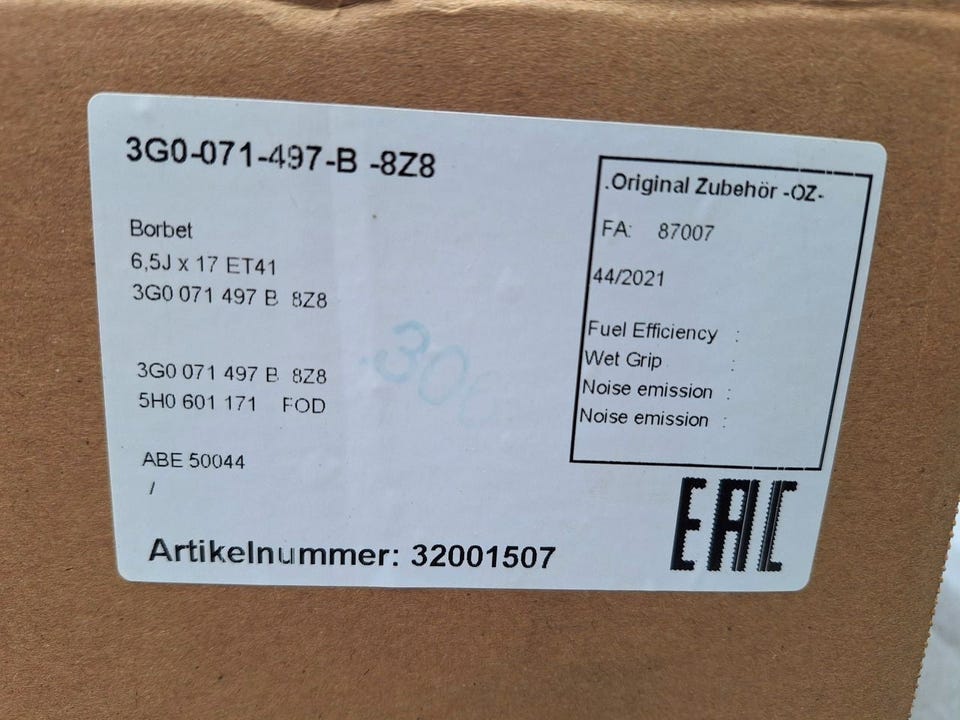 3G0-071-497-B -8Z8
Borbet
6,5J x 17 ET41
3G0 071 497 B 8Z8
3G0 071 497 B 8Z8
5H0 601 171 FOD
ABE 50044
/
Artikelnummer: 32001507
.Original Zubehör -OZ-
FA: 87007
44/2021
Fuel Efficiency :
Wet Grip :
Noise emission :
Noise emission :
EAC